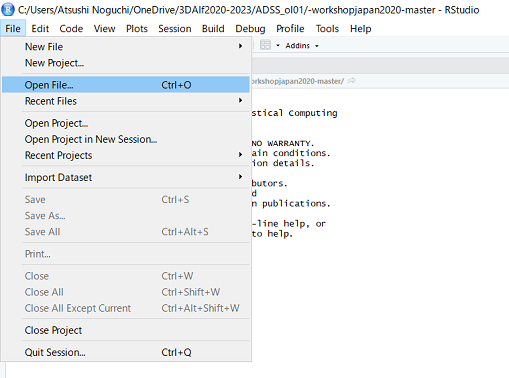 C:/Users/Atsushi Noguchi/OneDrive/3DAlf2020-2023/ADSS_ol01/-workshopjapan2020-master - RStudio
File Edit Code View Plots Session Build Debug Profile Tools Help
Addins
New File
New Project...
Open File... Ctrl+O
Recent Files
Open Project...
Open Project in New Session...
Recent Projects
Import Dataset
Save Ctrl+S
Save As...
Save All Ctrl+Alt+S
Print...
Close Ctrl+W
Close All Ctrl+Shift+W
Close All Except Current Ctrl+Alt+Shift+W
Close Project
Quit Session... Ctrl+Q
orkshopjapan2020-master/
stical Computing
NO WARRANTY.
ain conditions.
ion details.
butors.
d
n publications.
-line help, or
to help.